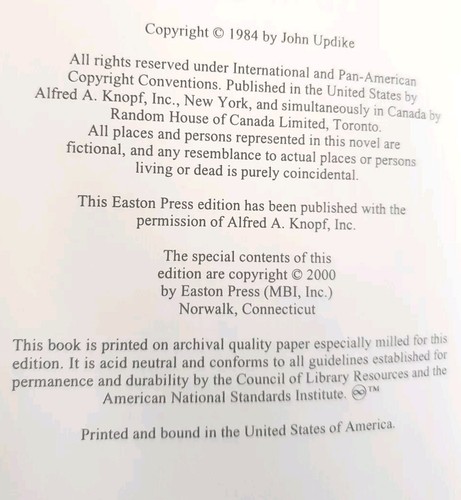 Copyright © 1984 by John Updike
All rights reserved under International and Pan-American
Copyright Conventions. Published in the United States by
Alfred A. Knopf, Inc., New York, and simultaneously in Canada by
Random House of Canada Limited, Toronto.
All places and persons represented in this novel are
fictional, and any resemblance to actual places or persons
living or dead is purely coincidental.
This Easton Press edition has been published with the
permission of Alfred A. Knopf, Inc.
The special contents of this
edition are copyright © 2000
by Easton Press (MBI, Inc.)
Norwalk, Connecticut
This book is printed on archival quality paper especially milled for this
edition. It is acid neutral and conforms to all guidelines established for
permanence and durability by the Council of Library Resources and the
American National Standards Institute. ♾™
Printed and bound in the United States of America.